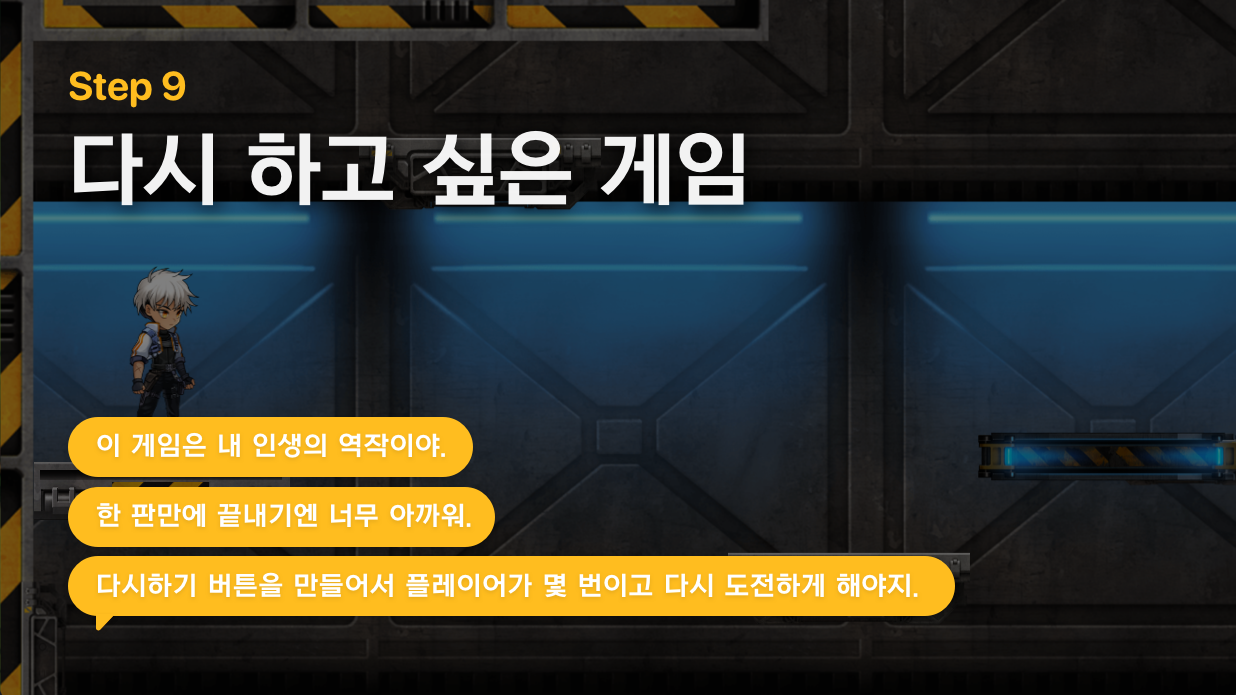 Step 9
다시 하고 싶은 게임
이 게임은 내 인생의 역작이야.
한 판만에 끝내기엔 너무 아까워.
다시하기 버튼을 만들어서 플레이어가 몇 번이고 다시 도전하게 해야지.